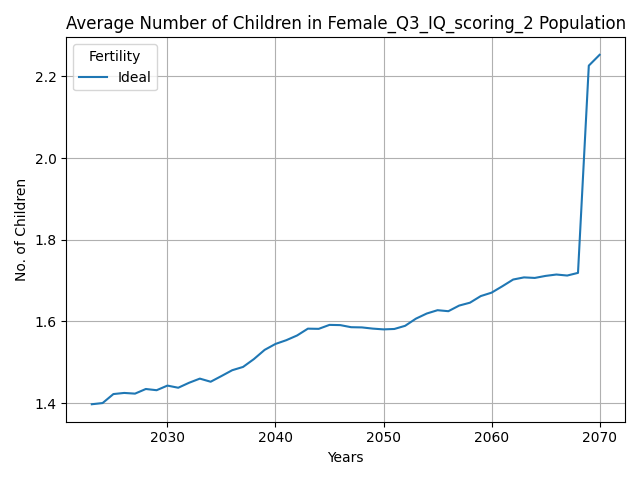 Average Number of Children in Female_Q3_IQ_scoring_2 Population
Fertility
Ideal
No. of Children
2.2
2.0
1.8
1.6
1.4
2030 2040 2050 2060 2070
Years